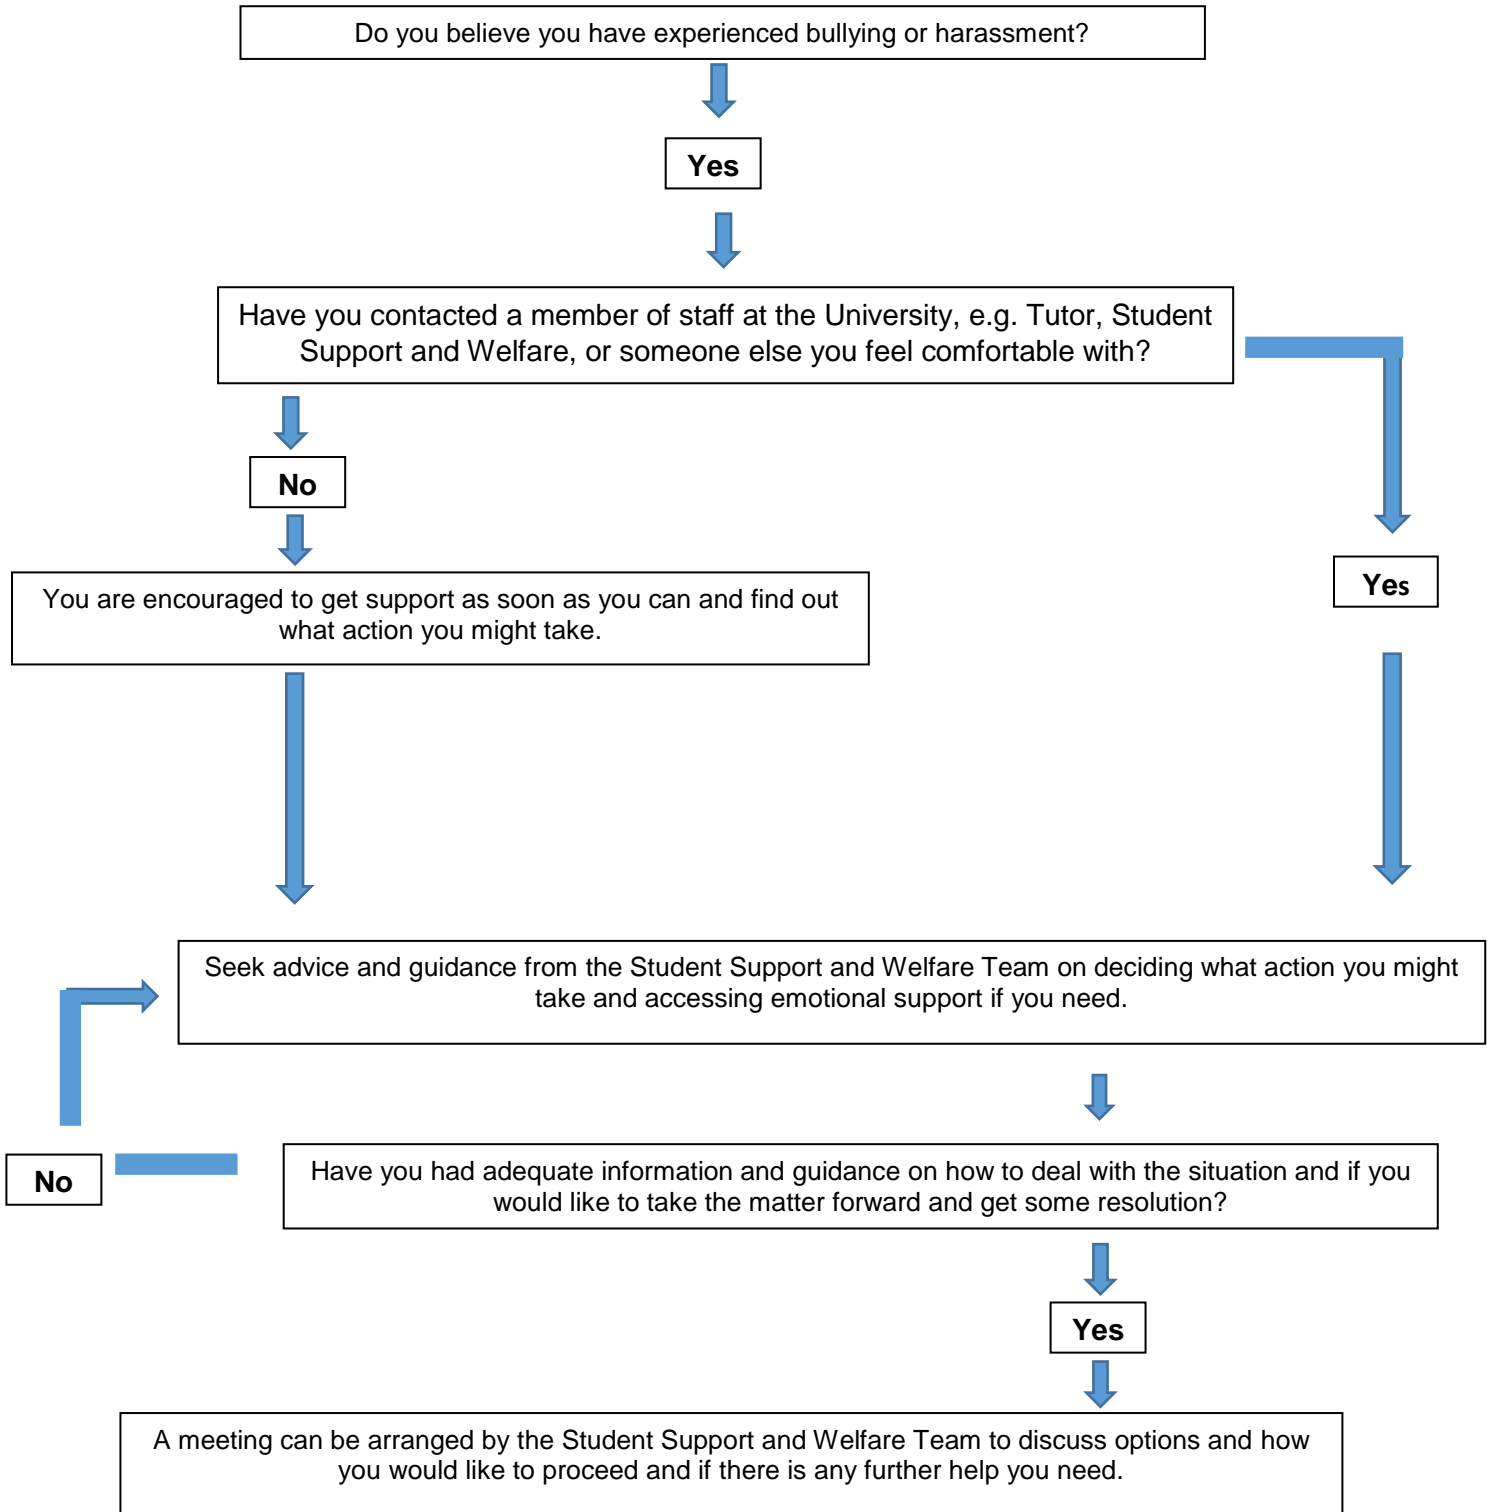 Do you believe you have experienced bullying or harassment?
Yes
Have you contacted a member of staff at the University, e.g. Tutor, Student
Support and Welfare, or someone else you feel comfortable with?
No
Yes
You are encouraged to get support as soon as you can and find out
what action you might take.
Seek advice and guidance from the Student Support and Welfare Team on deciding what action you might
take and accessing emotional support if you need.
No
Have you had adequate information and guidance on how to deal with the situation and if you
would like to take the matter forward and get some resolution?
Yes
A meeting can be arranged by the Student Support and Welfare Team to discuss options and how
you would like to proceed and if there is any further help you need.